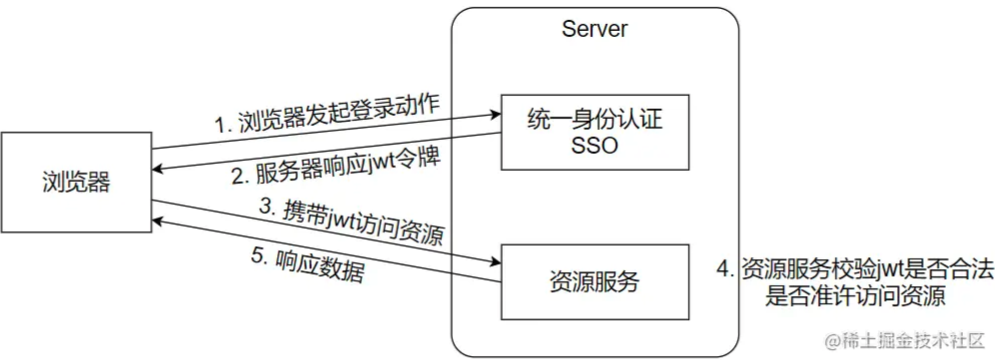 Server
1. 浏览器发起登录动作
统一身份认证
SSO
2. 服务器响应jwt令牌
浏览器
3. 携带jwt访问资源
5. 响应数据
资源服务
4. 资源服务校验jwt是否合法
是否准许访问资源
@稀土掘金技术社区